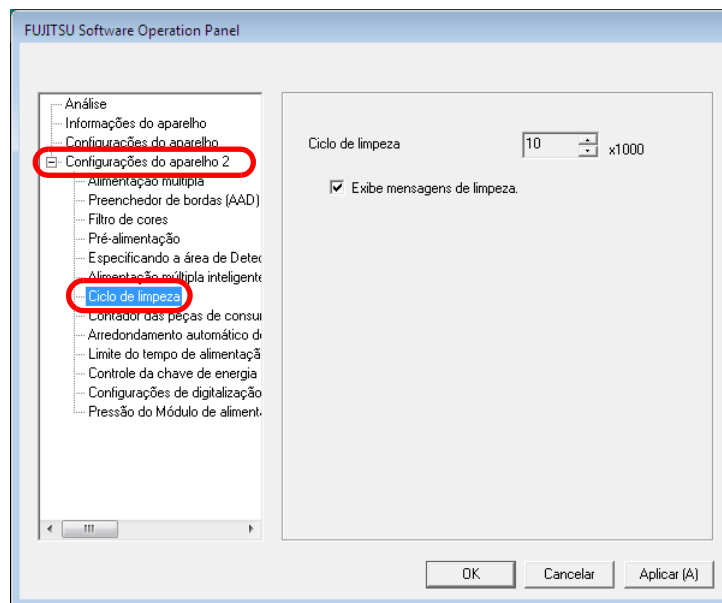 FUJITSU Software Operation Panel
Análise
Informações do aparelho
Configurações do aparelho
Configurações do aparelho 2
Alimentação múltipla
Preenchedor de bordas (AAD)
Filtro de cores
Pré-alimentação
Especificando a área de Detec
Alimentação múltipla inteligente
Ciclo de limpeza
Contador das peças de consu
Arredondamento automático d
Limite do tempo de alimentaçã
Controle da chave de energia
Configurações de digitalização
Pressão do Módulo de aliment
Ciclo de limpeza
10
x1000
Exibe mensagens de limpeza.
OK
Cancelar
Aplicar (A)